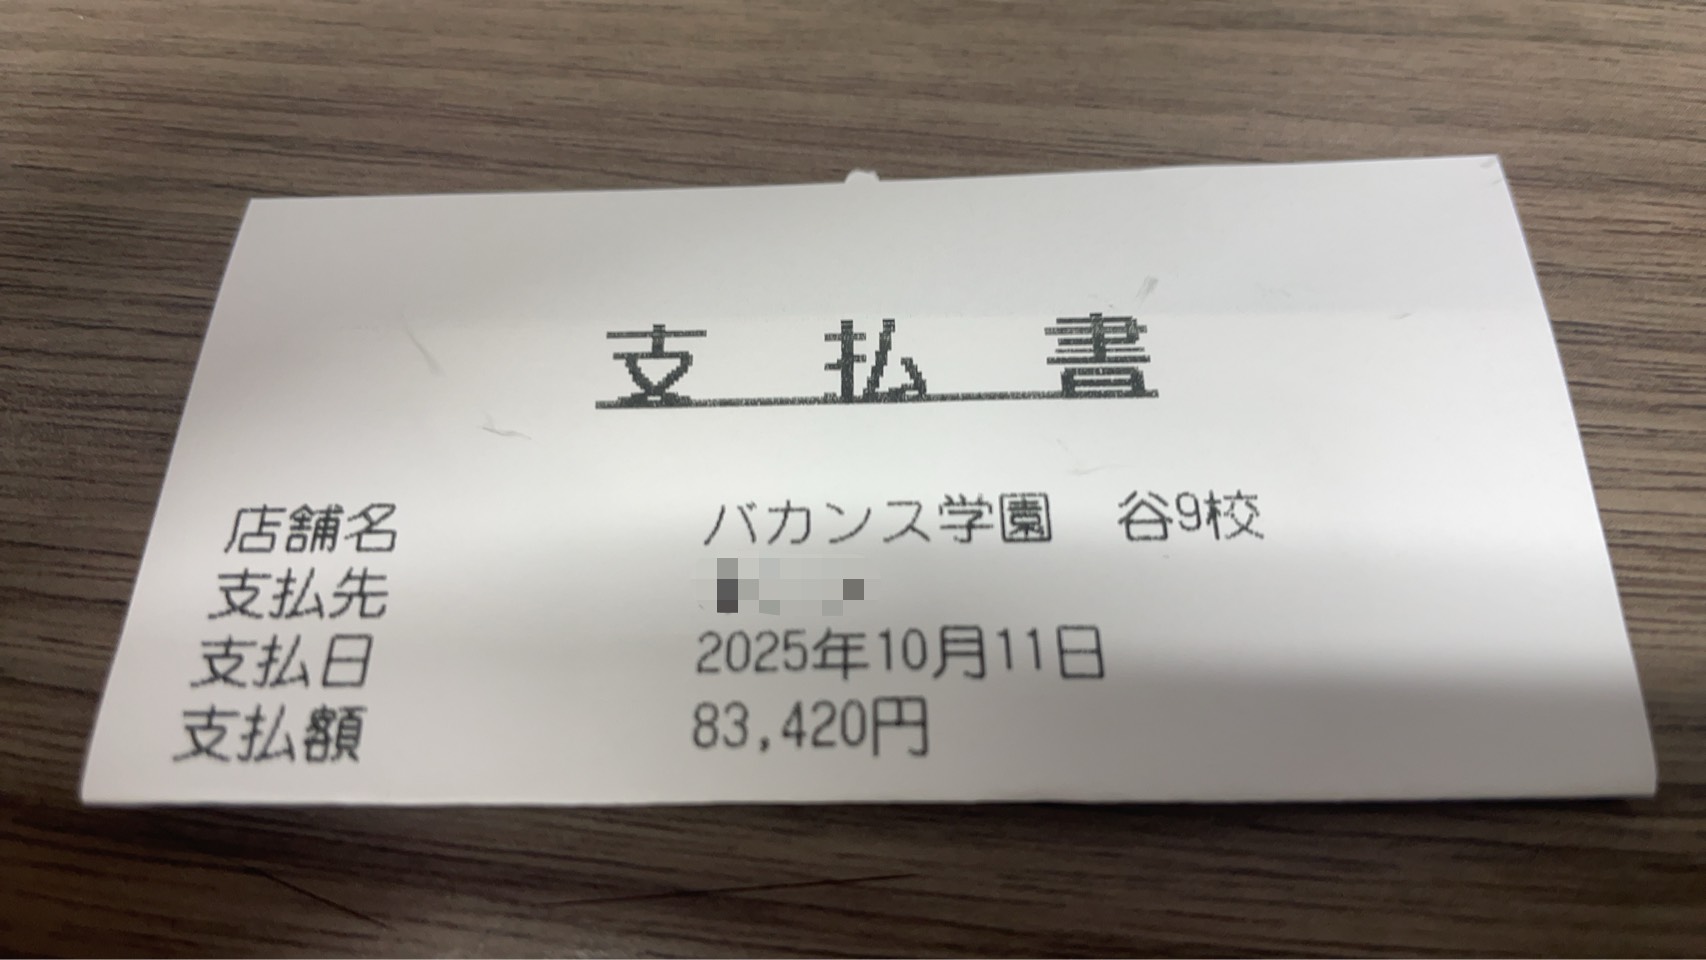 支払書
店舗名 バカンス学園 谷9校
支払先
支払日 2025年10月11日
支払額 83,420円